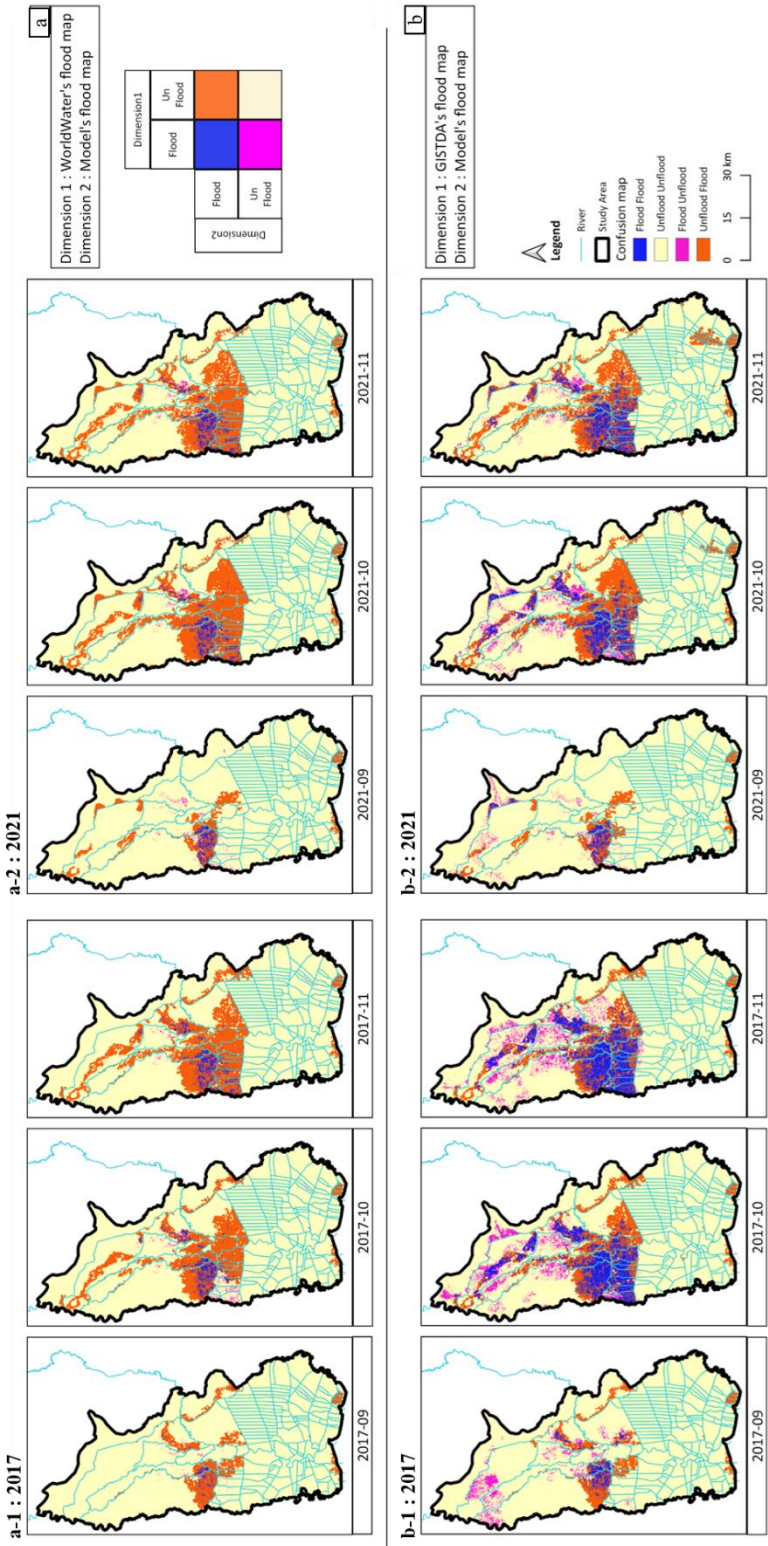 a-1 : 2017
a-2 : 2021
a
2017-09
2017-10
2017-11
2021-09
2021-10
2021-11
Dimension 1 : WorldWater's flood map
Dimension 2 : Model's flood map
Dimension1
Flood
Un Flood
Dimension2
Flood
Un Flood
b-1 : 2017
b-2 : 2021
b
2017-09
2017-10
2017-11
2021-09
2021-10
2021-11
Dimension 1 : GISTDA's flood map
Dimension 2 : Model's flood map
Legend
River
Study Area
Confusion map
Flood Flood
Unflood Unflood
Flood Unflood
Unflood Flood
0 15 30 km